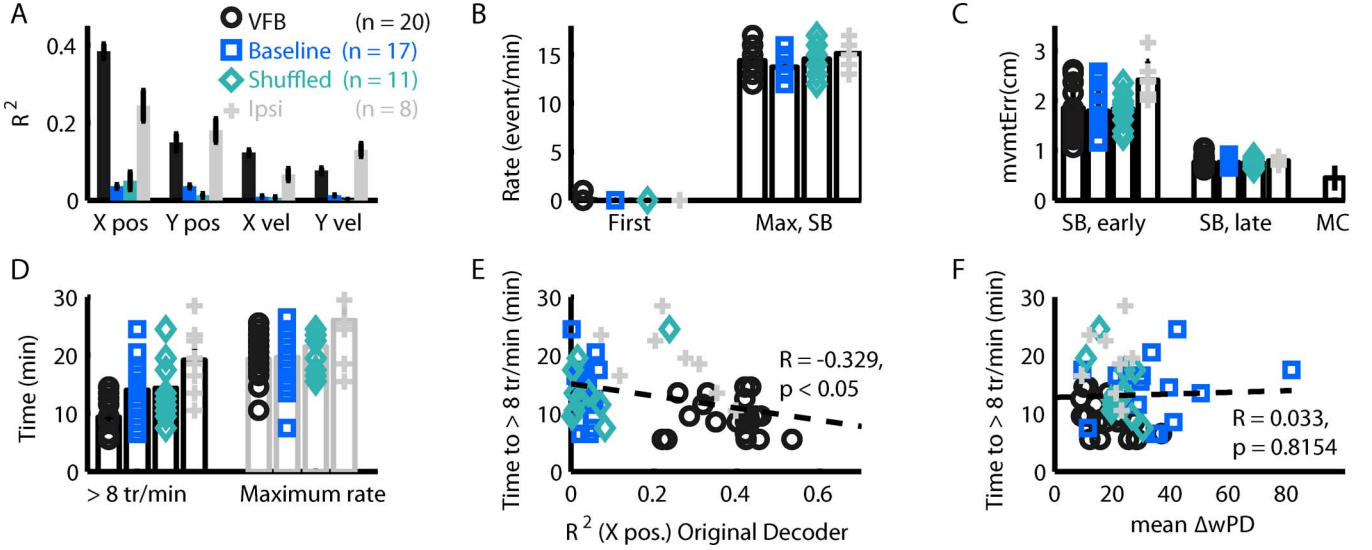 A
B
C
VFB (n = 20)
Baseline (n = 17)
Shuffled (n = 11)
Ipsi (n = 8)
R²
0.4
0.2
0
X pos Y pos X vel Y vel
Rate (event/min)
15
10
5
0
First Max, SB
mvmtErr(cm)
3
2
1
0
SB, early SB, late MC
D
E
F
Time (min)
30
20
10
0
> 8 tr/min Maximum rate
Time to > 8 tr/min (min)
30
20
10
0
R = -0.329,
p < 0.05
0 0.2 0.4 0.6
R² (X pos.) Original Decoder
Time to > 8 tr/min (min)
30
20
10
0
R = 0.033,
p = 0.8154
0 20 40 60 80
mean ΔwPD